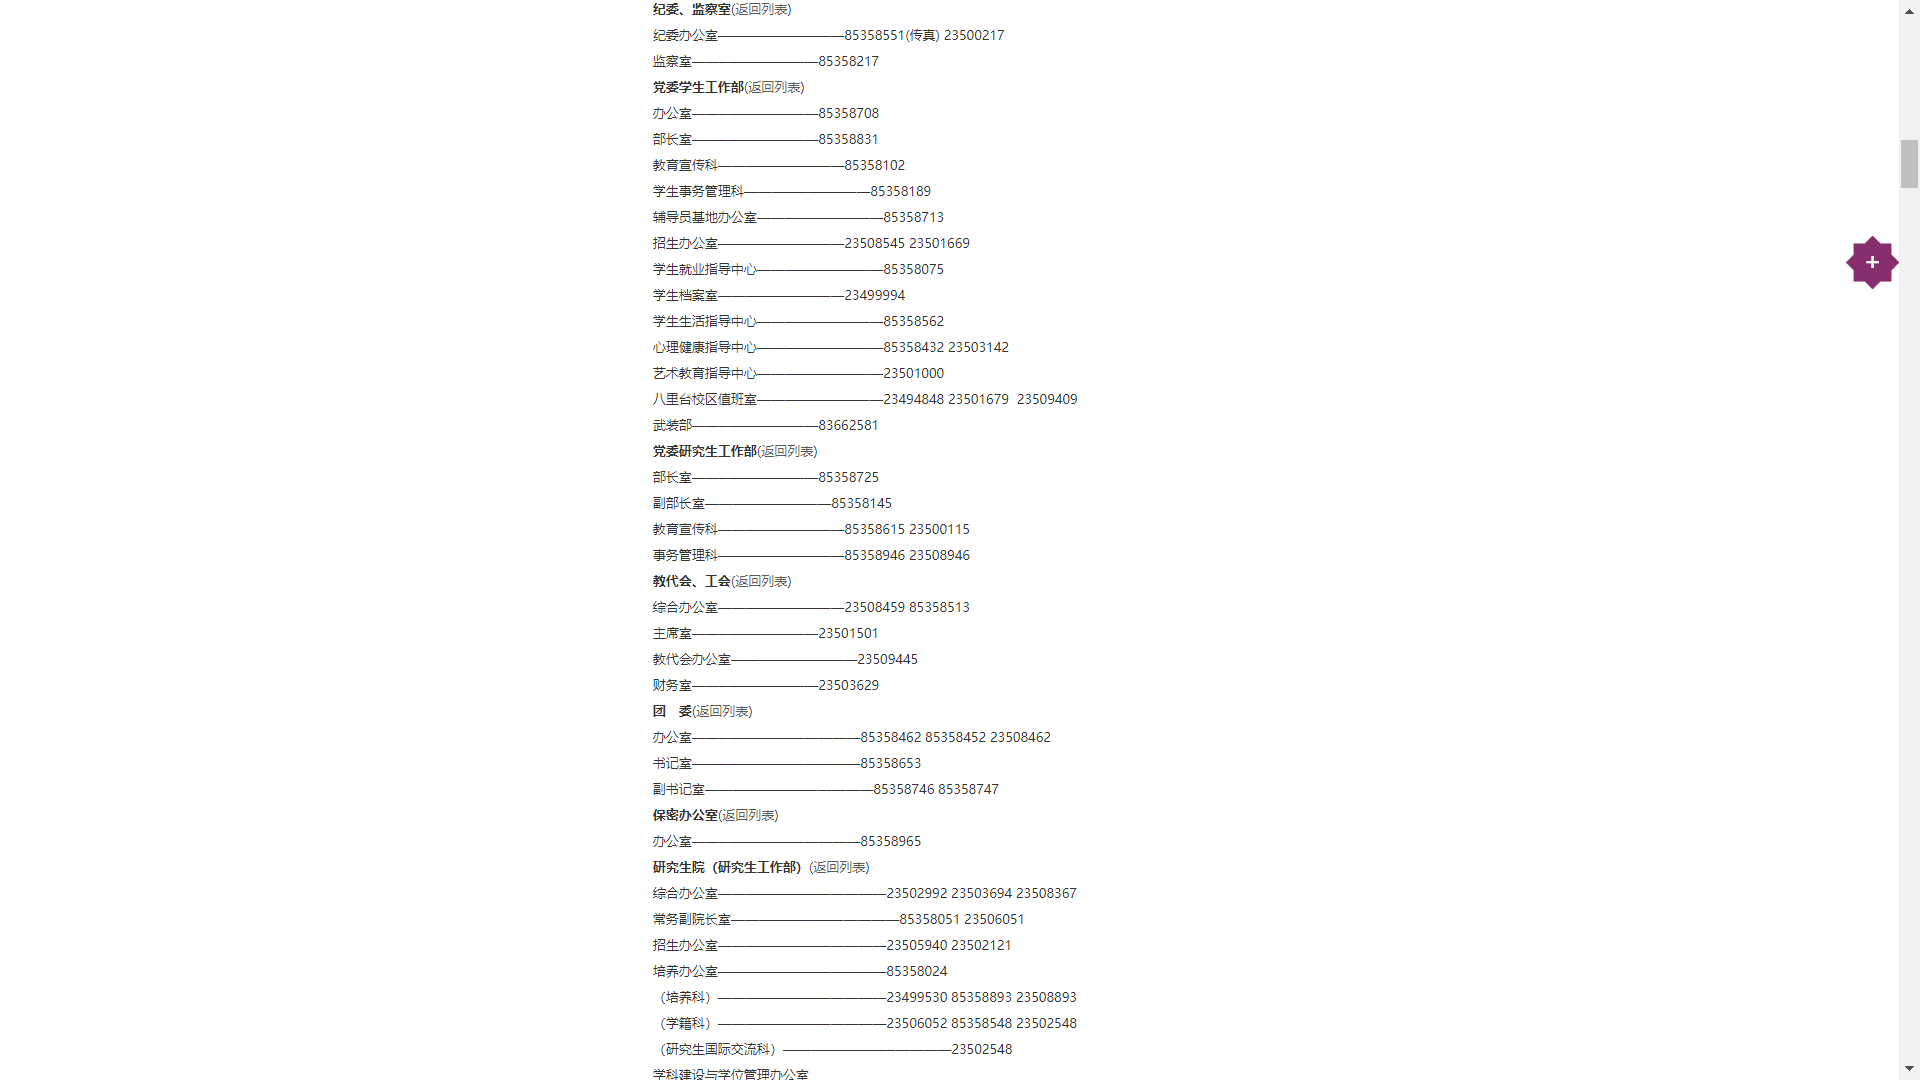 纪委、监察室(返回列表)
纪委办公室—————————85358551(传真) 23500217
监察室—————————85358217
党委学生工作部(返回列表)
办公室—————————85358708
部长室—————————85358831
教育宣传科—————————85358102
学生事务管理科—————————85358189
辅导员基地办公室—————————85358713
招生办公室—————————23508545 23501669
学生就业指导中心—————————85358075
学生档案室—————————23499994
学生生活指导中心—————————85358562
心理健康指导中心—————————85358432 23503142
艺术教育指导中心—————————23501000
八里台校区值班室—————————23494848 23501679  23509409
武装部—————————83662581
党委研究生工作部(返回列表)
部长室—————————85358725
副部长室—————————85358145
教育宣传科—————————85358615 23500115
事务管理科—————————85358946 23508946
教代会、工会(返回列表)
综合办公室—————————23508459 85358513
主席室—————————23501501
教代会办公室—————————23509445
财务室—————————23503629
团　委(返回列表)
办公室————————————85358462 85358452 23508462
书记室————————————85358653
副书记室————————————85358746 85358747
保密办公室(返回列表)
办公室————————————85358965
研究生院（研究生工作部）(返回列表)
综合办公室————————————23502992 23503694 23508367
常务副院长室————————————85358051 23506051
招生办公室————————————23505940 23502121
培养办公室————————————85358024
（培养科）————————————23499530 85358893 23508893
（学籍科）————————————23506052 85358548 23502548
（研究生国际交流科）————————————23502548
学科建设与学位管理办公室
+